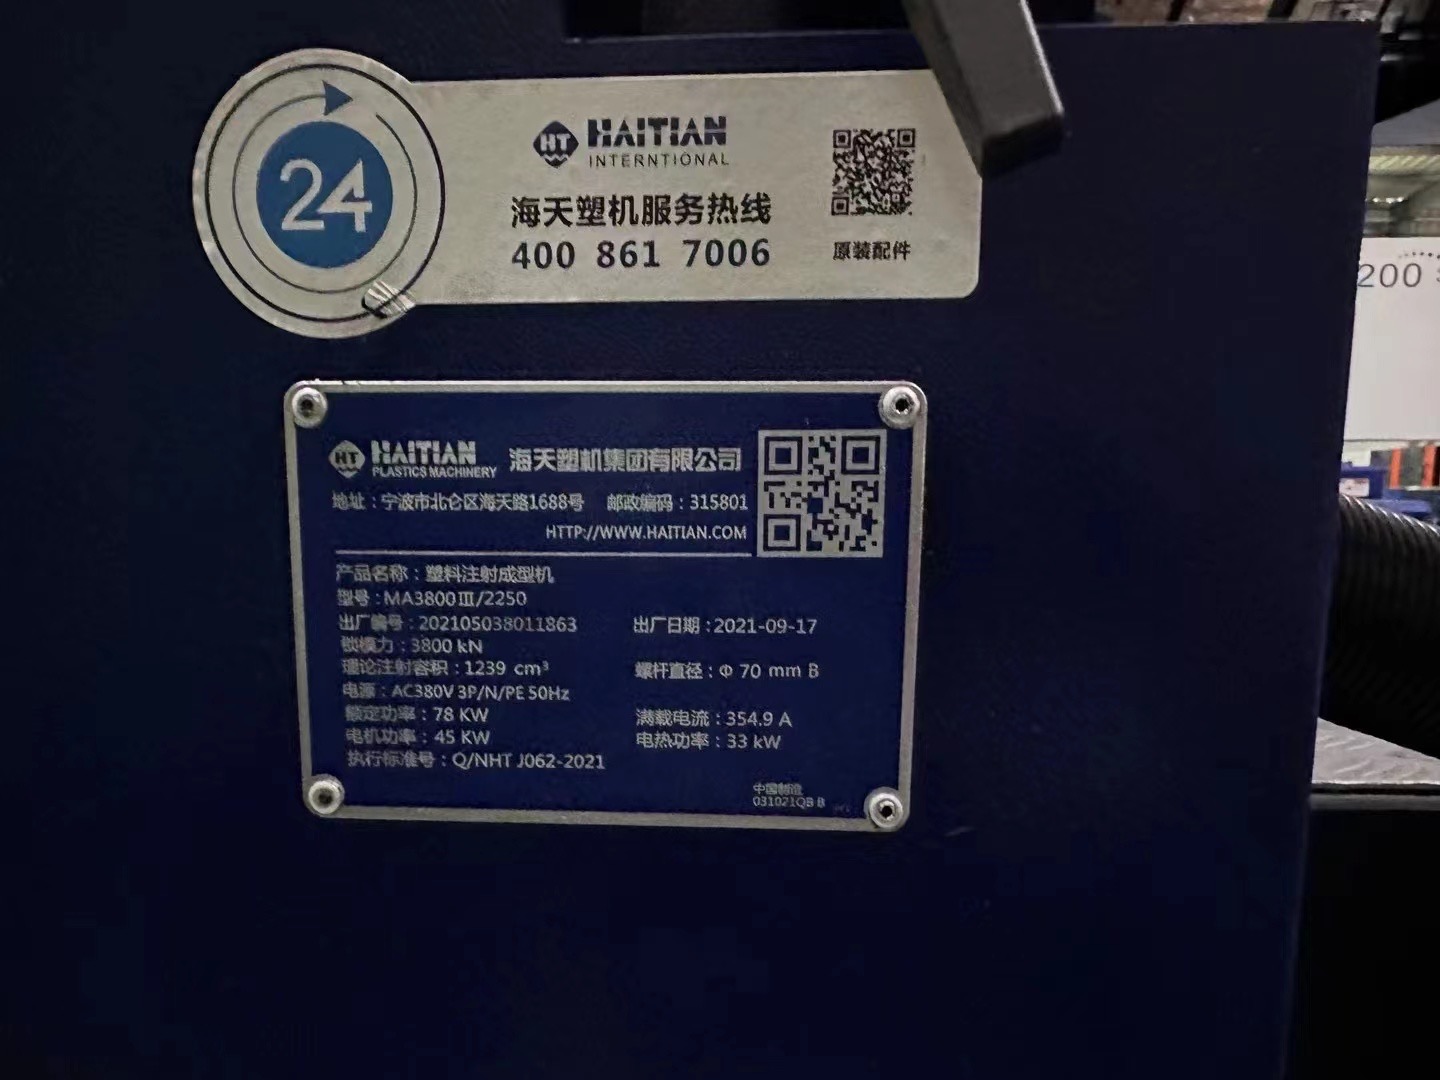 24
HT HAITIAN
INTERNTIONAL
海天塑机服务热线
400 861 7006
原装配件
200
HT HAITIAN
PLASTICS MACHINERY
海天塑机集团有限公司
地址：宁波市北仑区海天路1688号 邮政编码：315801
HTTP://WWW.HAITIAN.COM
产品名称：塑料注射成型机
型号：MA3800Ⅲ/2250
出厂编号：202105038011863 出厂日期：2021-09-17
锁模力：3800 kN
理论注射容积：1239 cm³ 螺杆直径：Φ 70 mm B
电源：AC380V 3P/N/PE 50Hz
额定功率：78 KW 满载电流：354.9 A
电机功率：45 KW 电热功率：33 kW
执行标准号：Q/NHT J062-2021
中国制造
031021QB B